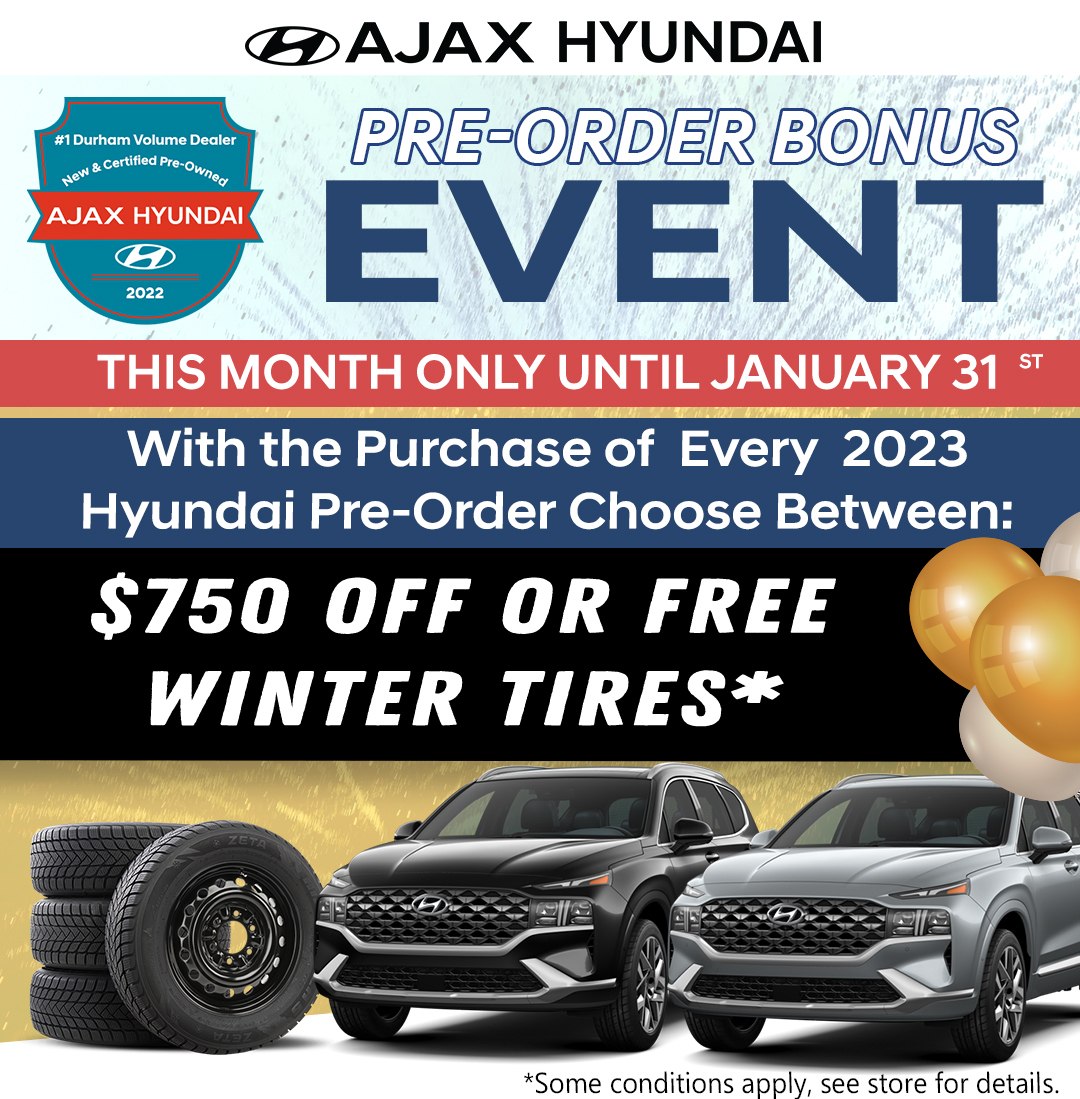 AJAX HYUNDAI
#1 Durham Volume Dealer
New & Certified Pre-Owned
AJAX HYUNDAI
2022
PRE-ORDER BONUS
EVENT
THIS MONTH ONLY UNTIL JANUARY 31 ST
With the Purchase of Every 2023
Hyundai Pre-Order Choose Between:
$750 OFF OR FREE
WINTER TIRES*
ZETA
ZETA
*Some conditions apply, see store for details.